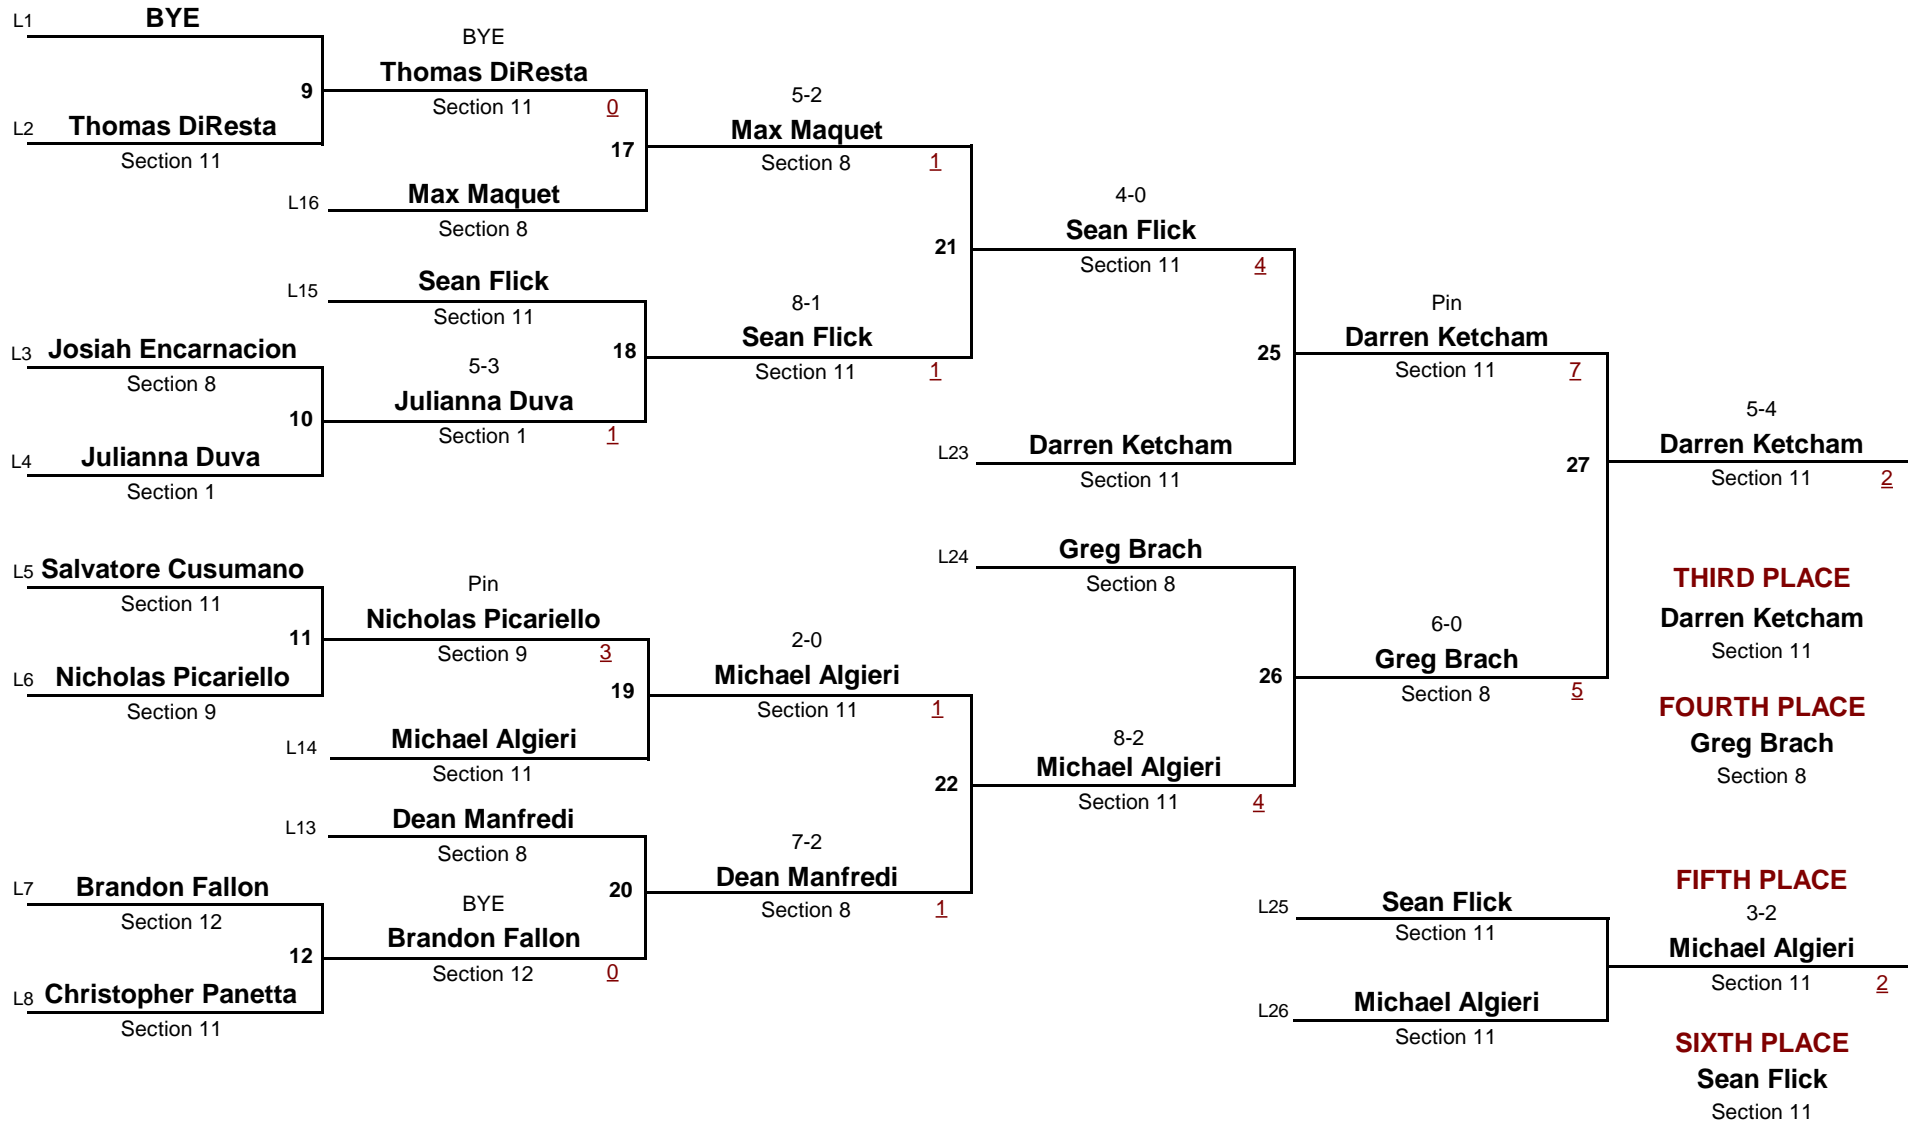 L1 BYE
9
L2 Thomas DiResta
Section 11
BYE
Thomas DiResta
Section 11 0
17
L16 Max Maquet
Section 8
5-2
Max Maquet
Section 8 1
L15 Sean Flick
Section 11
L3 Josiah Encarnacion
Section 8
10
L4 Julianna Duva
Section 1
5-3
Julianna Duva
Section 1 1
18
8-1
Sean Flick
Section 11 1
21
4-0
Sean Flick
Section 11 4
25
L23 Darren Ketcham
Section 11
Pin
Darren Ketcham
Section 11 7
27
5-4
Darren Ketcham
Section 11 2
L5 Salvatore Cusumano
Section 11
11
L6 Nicholas Picariello
Section 9
Pin
Nicholas Picariello
Section 9 3
19
L14 Michael Algieri
Section 11
2-0
Michael Algieri
Section 11 1
L13 Dean Manfredi
Section 8
L7 Brandon Fallon
Section 12
12
L8 Christopher Panetta
Section 11
BYE
Brandon Fallon
Section 12 0
20
7-2
Dean Manfredi
Section 8 1
22
L24 Greg Brach
Section 8
8-2
Michael Algieri
Section 11 4
26
6-0
Greg Brach
Section 8 5
THIRD PLACE
Darren Ketcham
Section 11
FOURTH PLACE
Greg Brach
Section 8
L25 Sean Flick
Section 11
L26 Michael Algieri
Section 11
FIFTH PLACE
3-2
Michael Algieri
Section 11 2
SIXTH PLACE
Sean Flick
Section 11